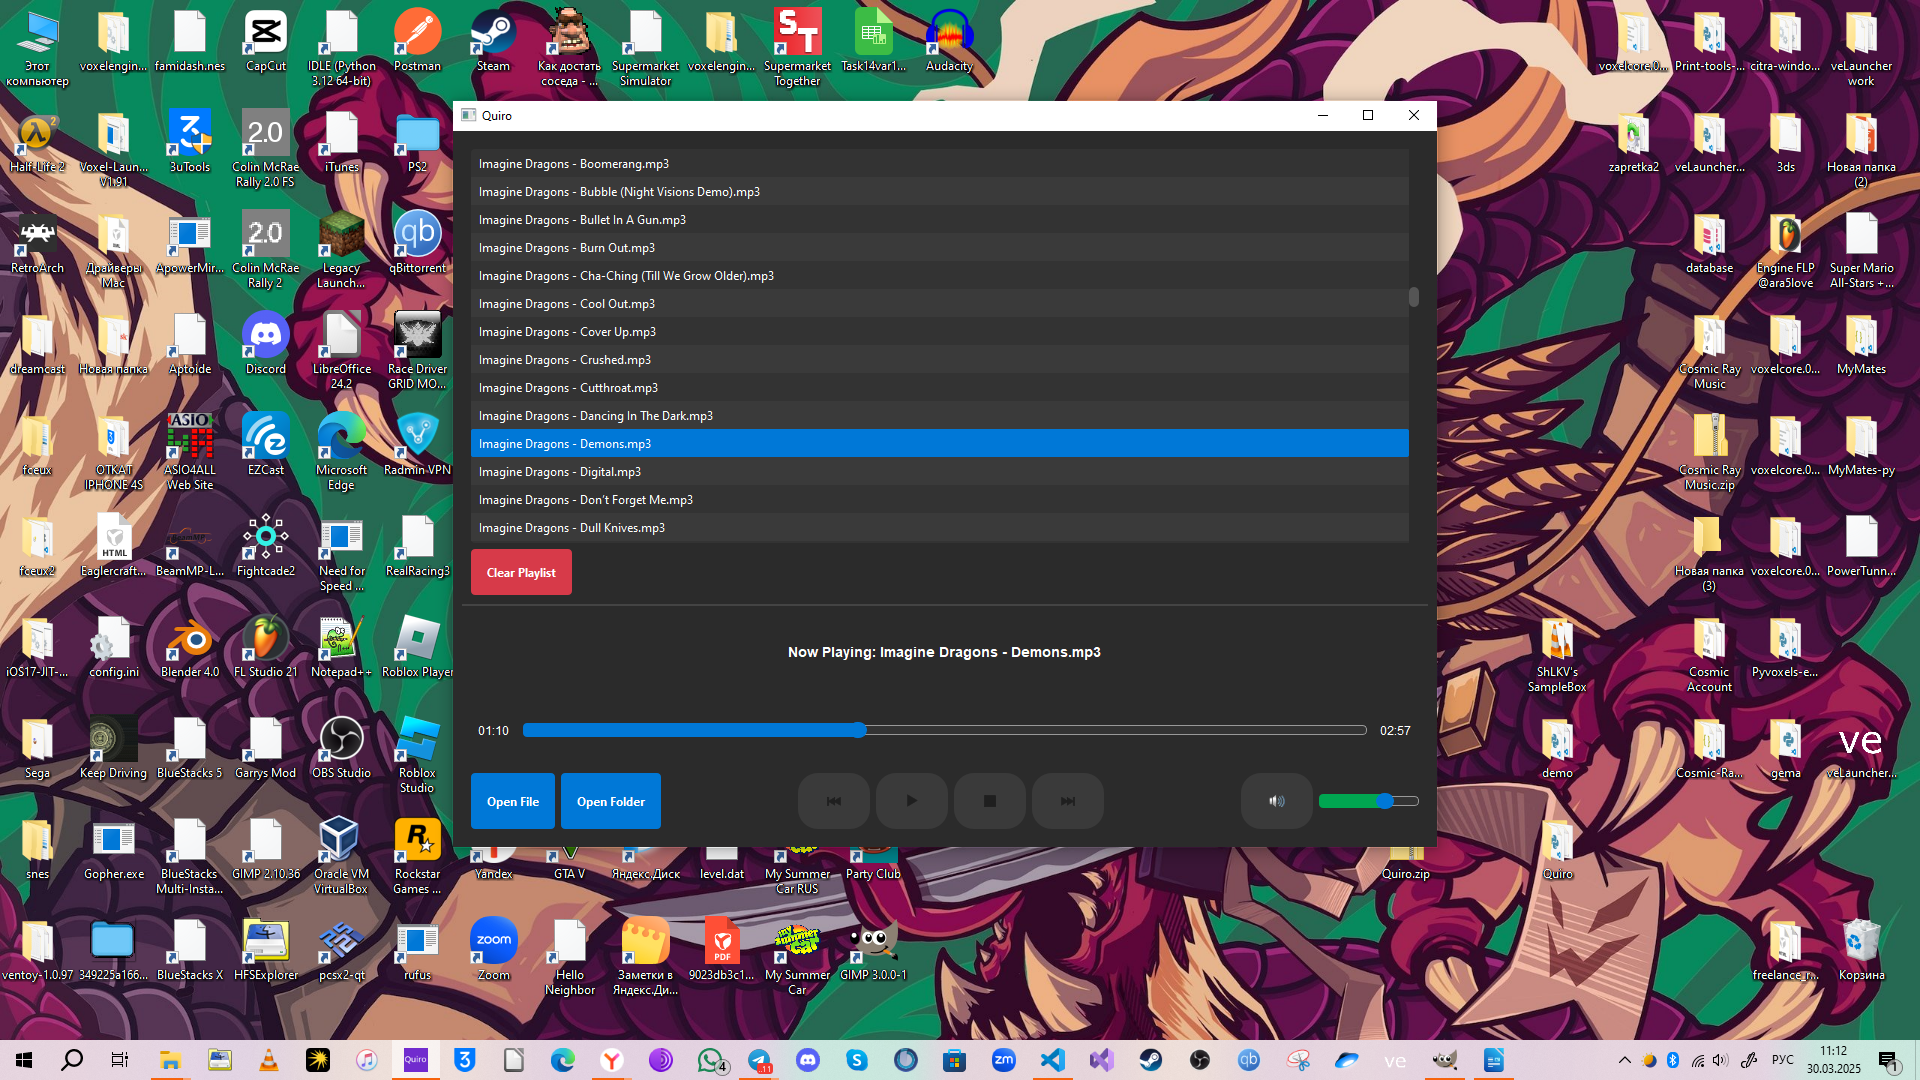 Этот
компьютер
voxelengin...
famidash.nes
CapCut
IDLE (Python
3.12 64-bit)
Postman
Steam
Как достать
соседа - ...
Supermarket
Simulator
voxelengin...
Supermarket
Together
Task14var1...
Audacity
voxelcore.0...
Print-tools-...
citra-windo...
veLauncher
work
Half-Life 2
Voxel-Laun...
V1.91
3uTools
Colin McRae
Rally 2.0 FS
iTunes
PS2
zapretka2
veLauncher...
3ds
Новая папка
(2)
RetroArch
Драйверы
Mac
ApowerMir...
Colin McRae
Rally 2
Legacy
Launch...
qBittorrent
database
Engine FLP
@ara5love
Super Mario
All-Stars +...
dreamcast
Новая папка
Aptoide
Discord
LibreOffice
24.2
Race Driver
GRID MO...
Cosmic Ray
Music
voxelcore.0...
MyMates
fceux
ОТКАТ
IPHONE 4S
ASIO4ALL
Web Site
EZCast
Microsoft
Edge
Radmin VPN
Cosmic Ray
Music.zip
voxelcore.0...
MyMates-py
fceux2
Eaglercraft...
BeamMP-L...
Fightcade2
Need for
Speed ...
RealRacing3
Новая папка
(3)
voxelcore.0...
PowerTunn...
iOS17-JIT-...
config.ini
Blender 4.0
FL Studio 21
Notepad++
Roblox Player
ShLKV's
SampleBox
Cosmic
Account
Pyvoxels-e...
Sega
Keep Driving
BlueStacks 5
Garrys Mod
OBS Studio
Roblox
Studio
demo
Cosmic-Ra...
gema
ve
veLauncher...
snes
Gopher.exe
BlueStacks
Multi-Insta...
GIMP 2.10.36
Oracle VM
VirtualBox
Rockstar
Games ...
Yandex
GTA V
Яндекс.Диск
level.dat
My Summer
Car RUS
Party Club
Quiro.zip
Quiro
ventoy-1.0.97
349225a166...
BlueStacks X
HFSExplorer
pcsx2-qt
rufus
Zoom
Hello
Neighbor
Заметки в
Яндекс.Ди...
9023db3c1...
My Summer
Car
GIMP 3.0.0-1
freelance_r...
Корзина
Quiro
Imagine Dragons - Boomerang.mp3
Imagine Dragons - Bubble (Night Visions Demo).mp3
Imagine Dragons - Bullet In A Gun.mp3
Imagine Dragons - Burn Out.mp3
Imagine Dragons - Cha-Ching (Till We Grow Older).mp3
Imagine Dragons - Cool Out.mp3
Imagine Dragons - Cover Up.mp3
Imagine Dragons - Crushed.mp3
Imagine Dragons - Cutthroat.mp3
Imagine Dragons - Dancing In The Dark.mp3
Imagine Dragons - Demons.mp3
Imagine Dragons - Digital.mp3
Imagine Dragons - Don't Forget Me.mp3
Imagine Dragons - Dull Knives.mp3
Clear Playlist
Now Playing: Imagine Dragons - Demons.mp3
01:10
02:57
Open File
Open Folder
РУС
11:12
30.03.2025